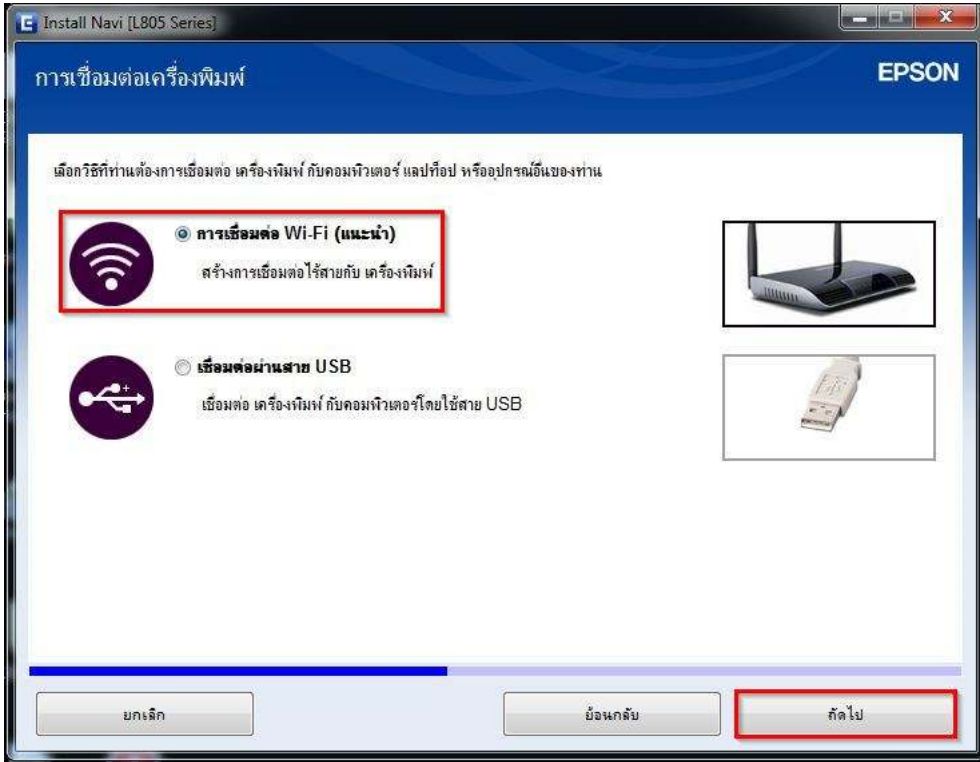 Install Navi [L805 Series]
การเชื่อมต่อเครื่องพิมพ์
EPSON
เลือกวิธีที่ท่านต้องการเชื่อมต่อ เครื่องพิมพ์ กับคอมพิวเตอร์ แลปท็อป หรืออุปกรณ์อื่นของท่าน
การเชื่อมต่อ Wi-Fi (แนะนำ)
สร้างการเชื่อมต่อไร้สายกับ เครื่องพิมพ์
เชื่อมต่อผ่านสาย USB
เชื่อมต่อ เครื่องพิมพ์ กับคอมพิวเตอร์โดยใช้สาย USB
ยกเลิก
ย้อนกลับ
ถัดไป